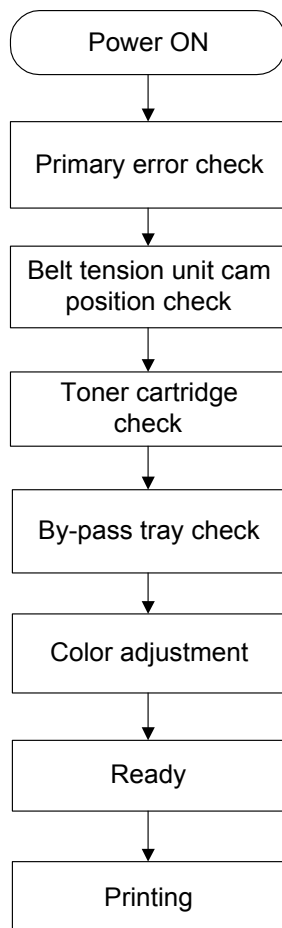 Power ON
Primary error check
Belt tension unit cam
position check
Toner cartridge
check
By-pass tray check
Color adjustment
Ready
Printing